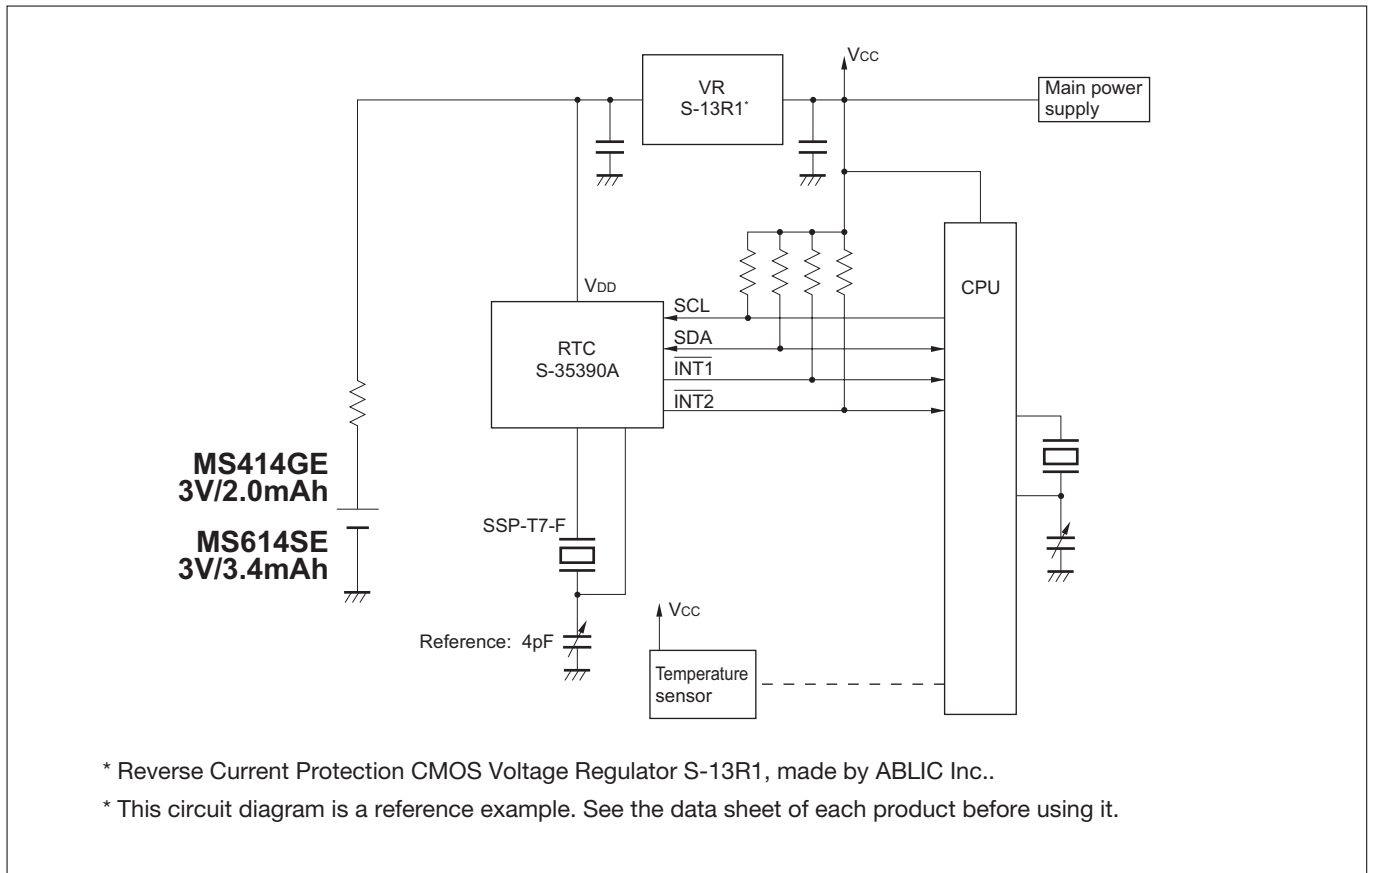 VCC
VR
S-13R1*
Main power
supply
VDD
SCL
SDA
INT1
INT2
RTC
S-35390A
CPU
MS414GE
3V/2.0mAh
MS614SE
3V/3.4mAh
SSP-T7-F
Reference: 4pF
VCC
Temperature
sensor
* Reverse Current Protection CMOS Voltage Regulator S-13R1, made by ABLIC Inc..
* This circuit diagram is a reference example. See the data sheet of each product before using it.